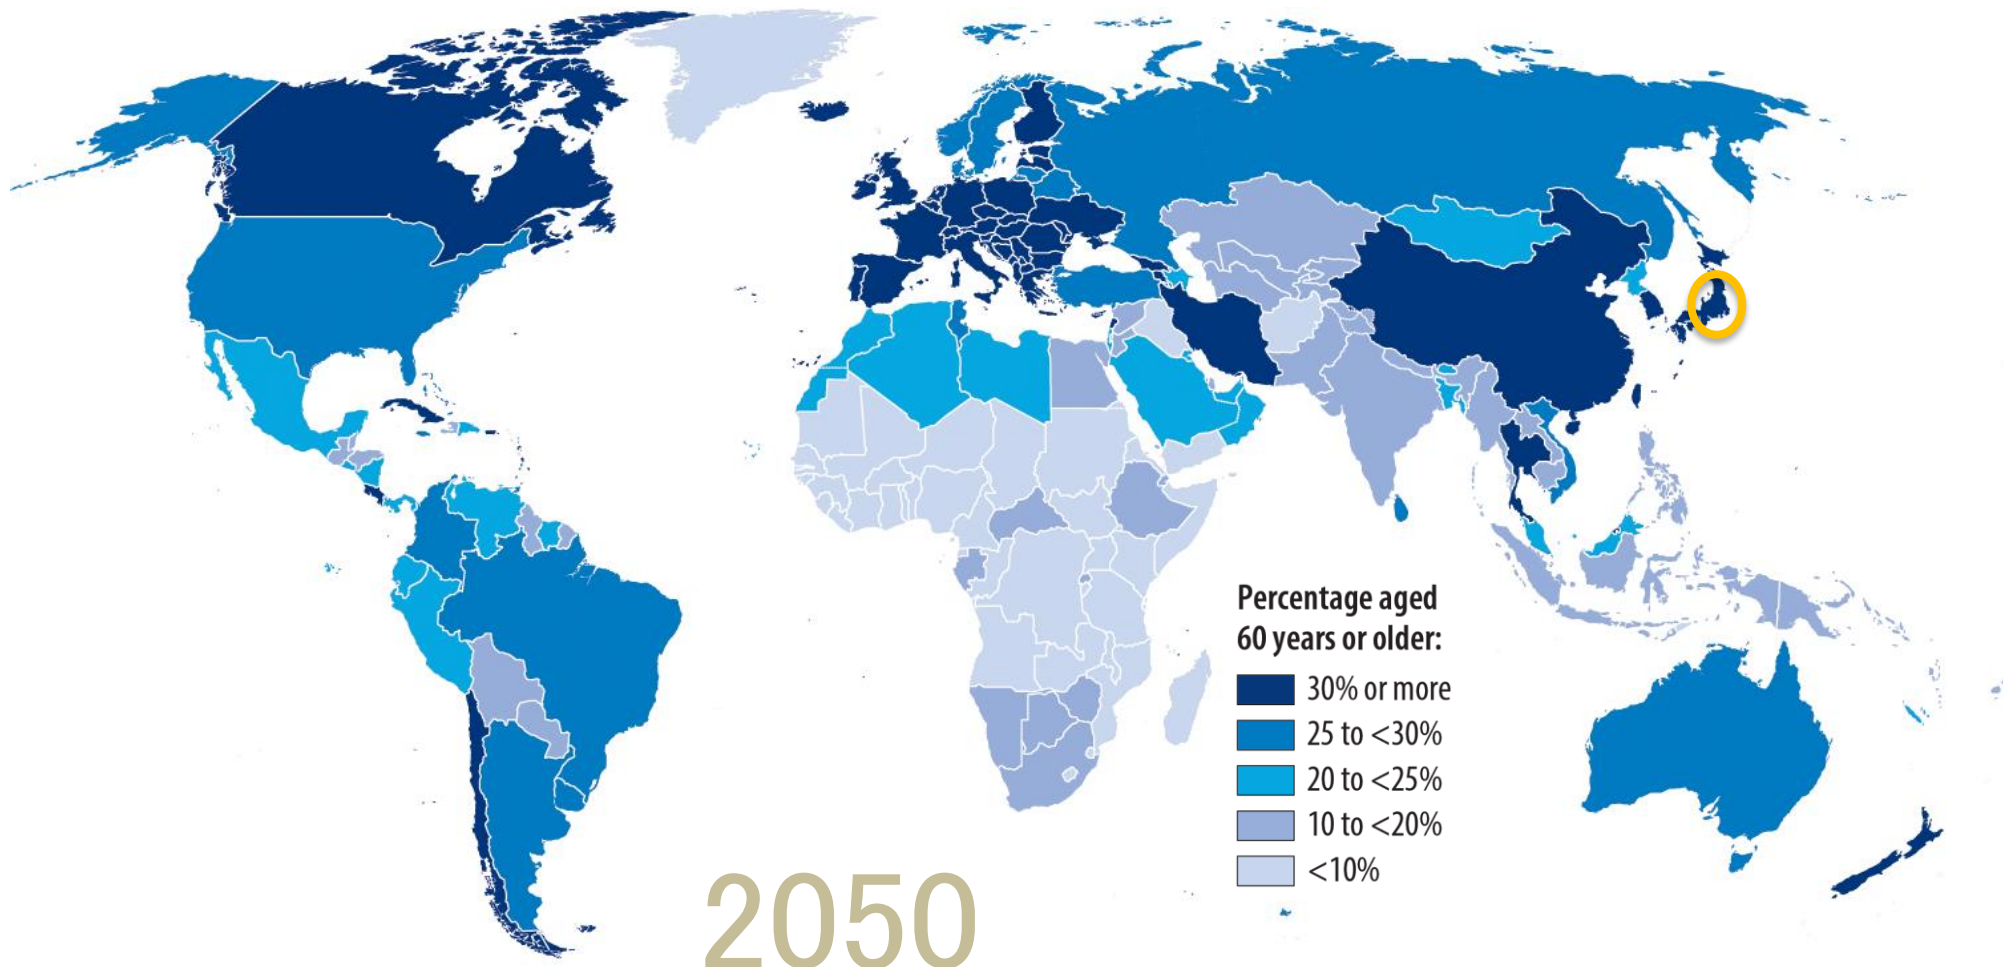 Percentage aged
60 years or older:
30% or more
25 to <30%
20 to <25%
10 to <20%
<10%
2050